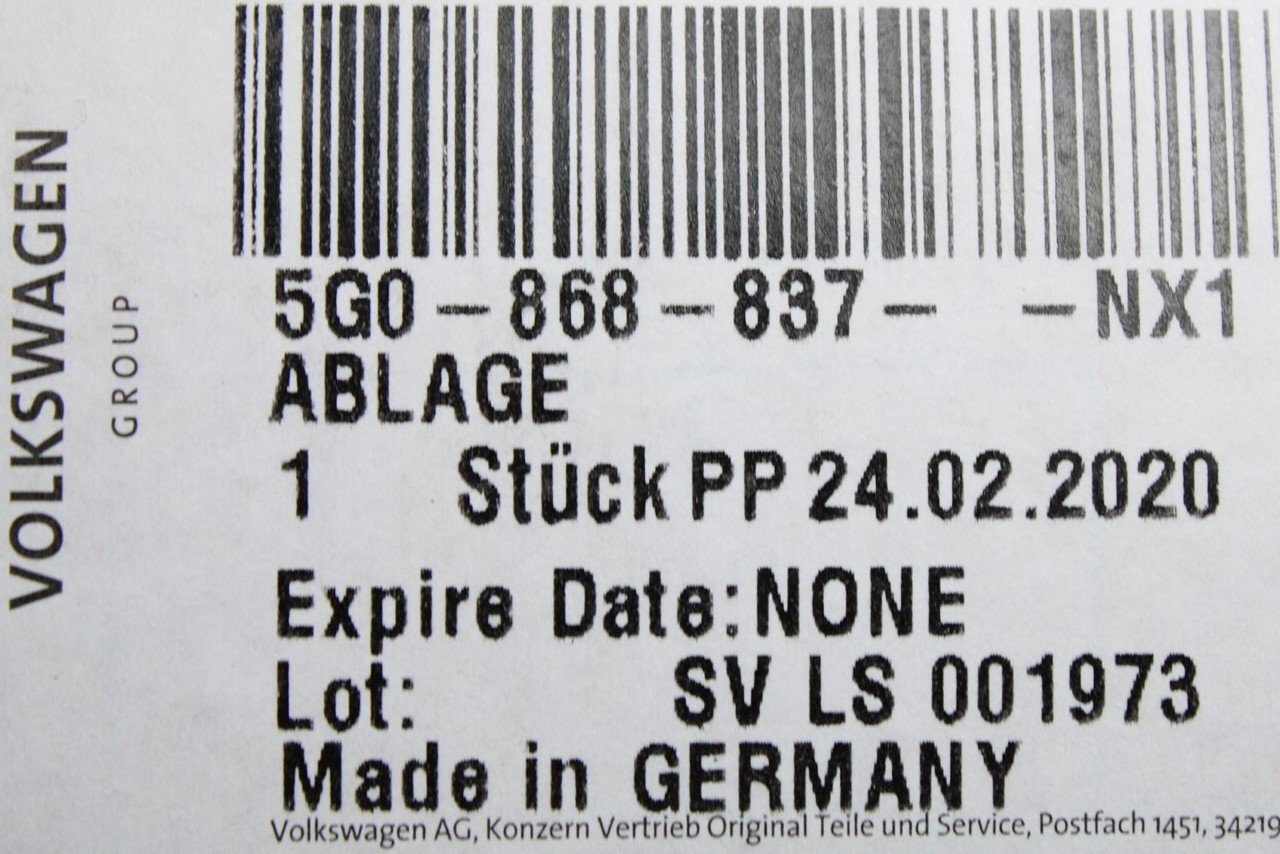 VOLKSWAGEN
GROUP
5G0-868-837- -NX1
ABLAGE
1 Stück PP 24.02.2020
Expire Date:NONE
Lot: SV LS 001973
Made in GERMANY
Volkswagen AG, Konzern Vertrieb Original Teile und Service, Postfach 1451, 34219